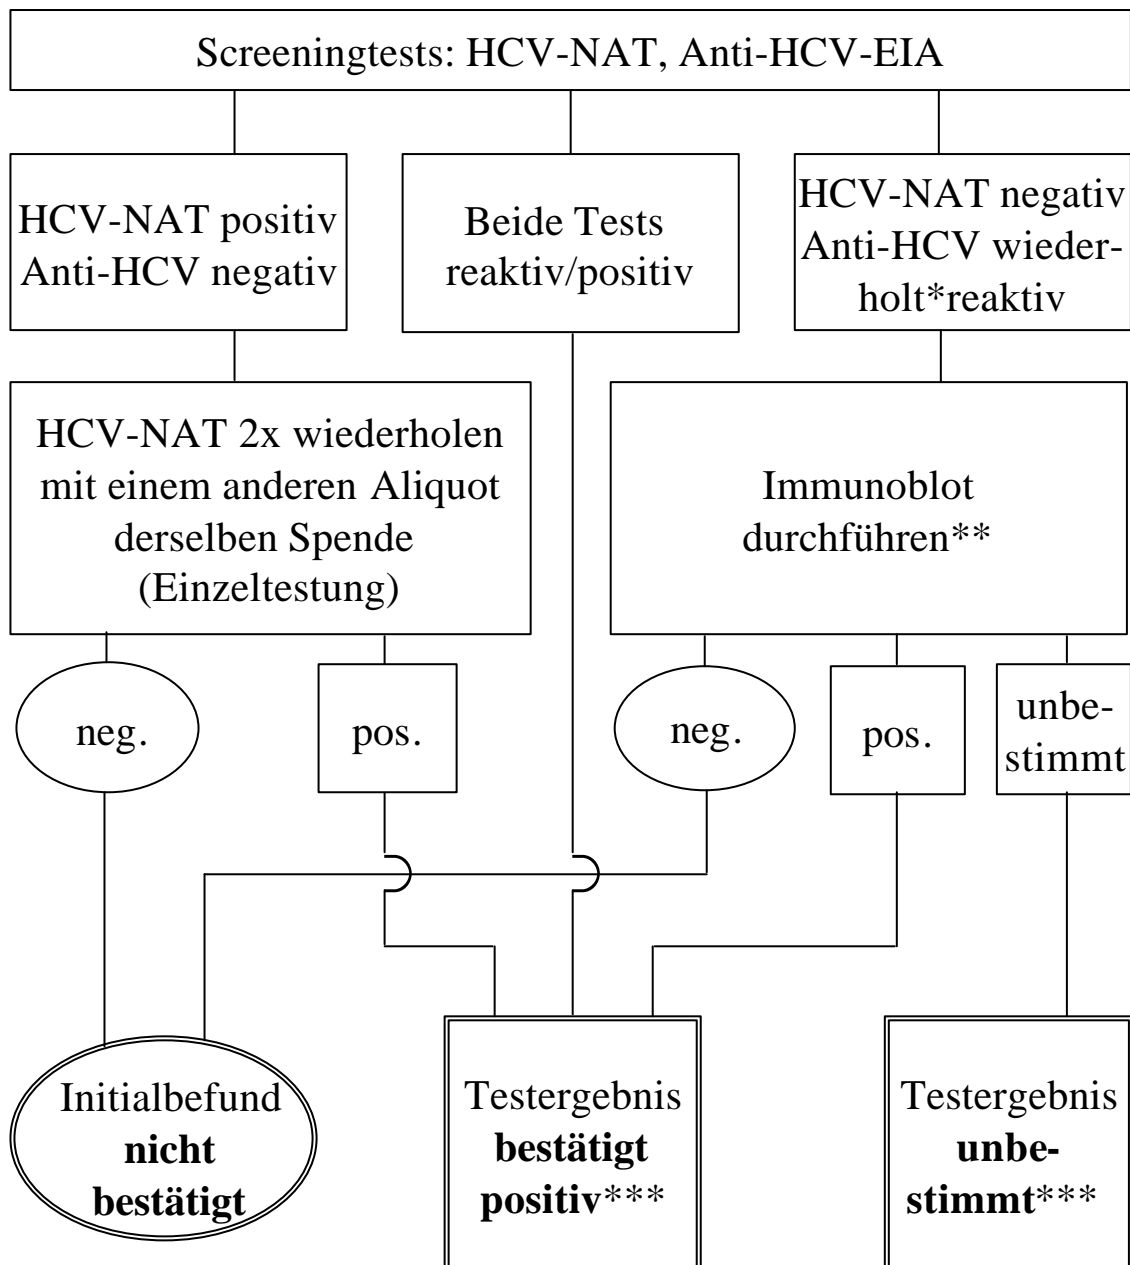 Screeningtests: HCV-NAT, Anti-HCV-EIA
HCV-NAT positiv
Anti-HCV negativ
Beide Tests
reaktiv/positiv
HCV-NAT negativ
Anti-HCV wieder-
holt*reaktiv
HCV-NAT 2x wiederholen
mit einem anderen Aliquot
derselben Spende
(Einzeltestung)
Immunoblot
durchführen**
neg.
pos.
neg.
pos.
unbe-
stimmt
Initialbefund
nicht
bestätigt
Testergebnis
bestätigt
positiv***
Testergebnis
unbe-
stimmt***